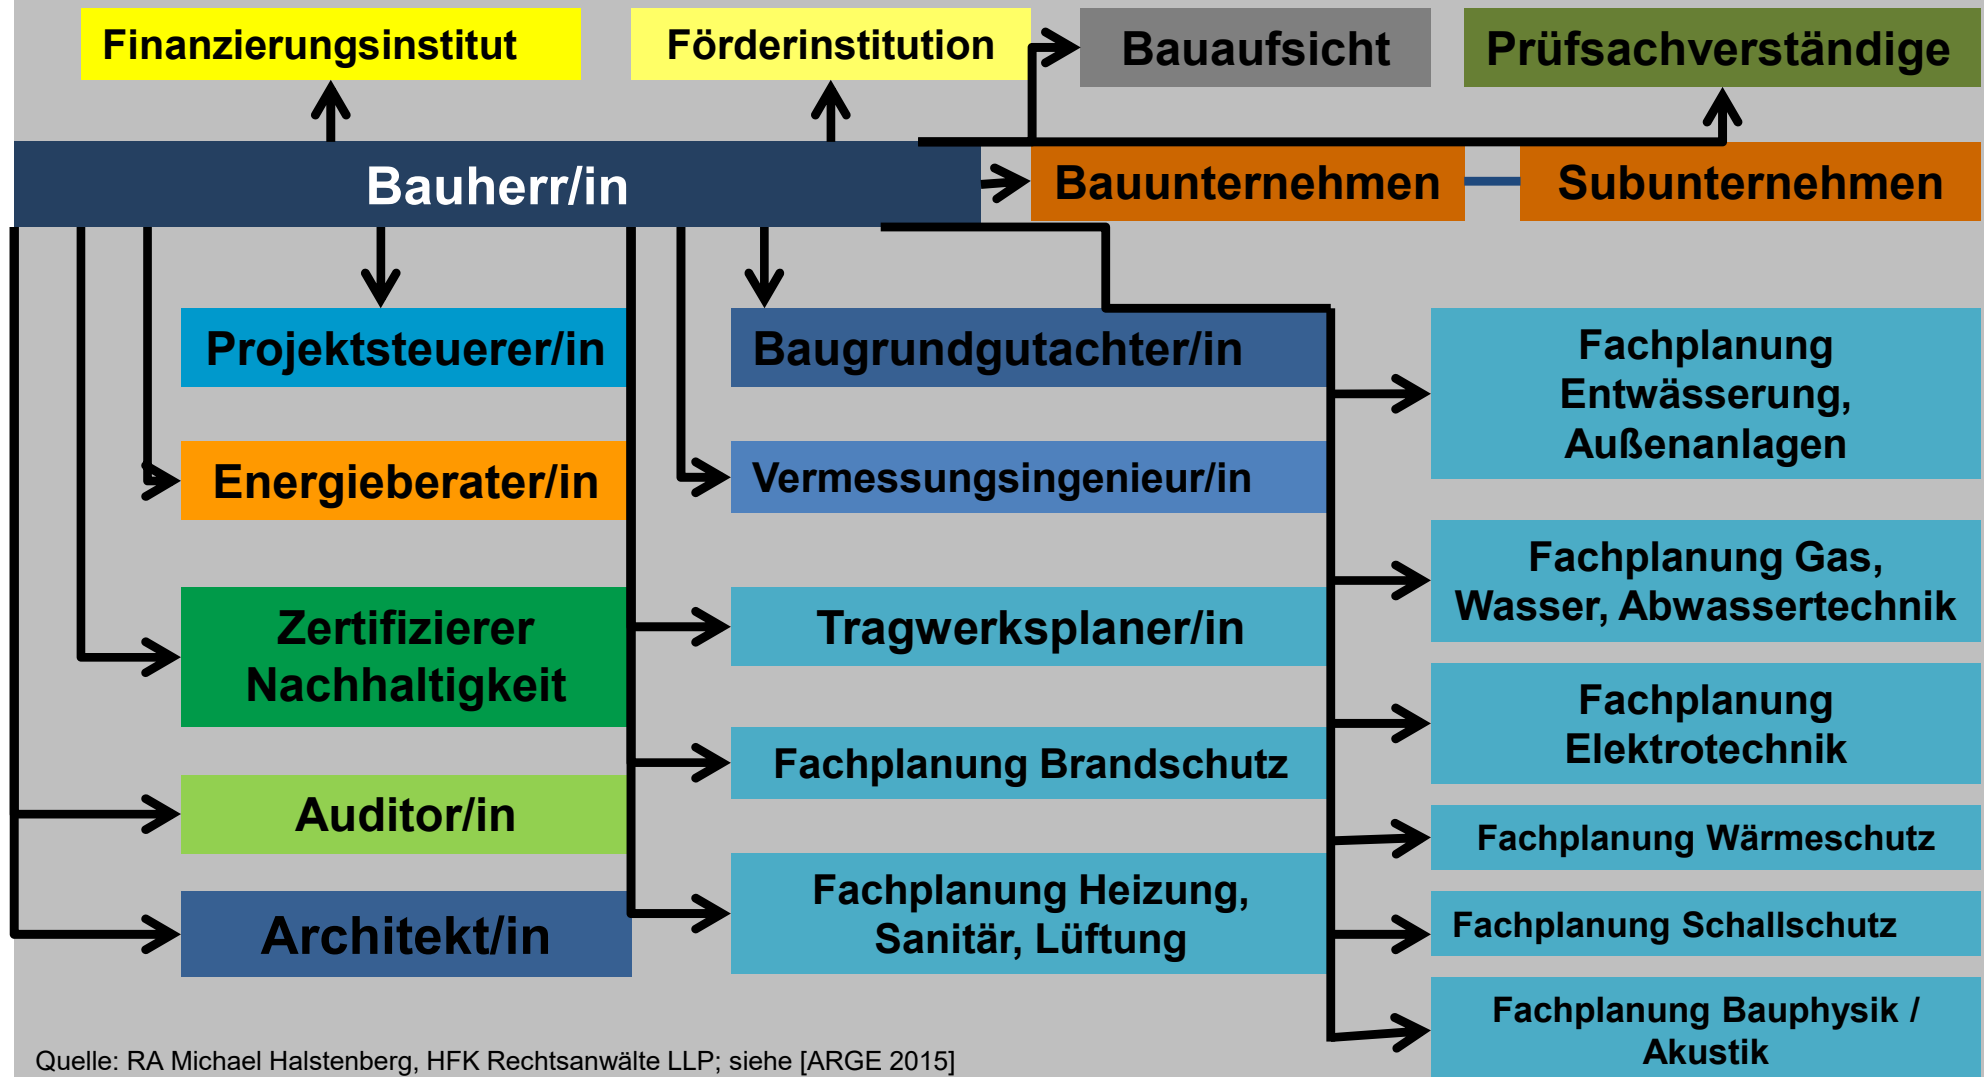 Finanzierungsinstitut
Förderinstitution
Bauaufsicht
Prüfsachverständige
Bauherr/in
Bauunternehmen
Subunternehmen
Projektsteuerer/in
Baugrundgutachter/in
Fachplanung
Entwässerung,
Außenanlagen
Energieberater/in
Vermessungsingenieur/in
Fachplanung Gas,
Wasser, Abwassertechnik
Zertifizierer
Nachhaltigkeit
Tragwerksplaner/in
Fachplanung
Elektrotechnik
Fachplanung Brandschutz
Auditor/in
Fachplanung Wärmeschutz
Architekt/in
Fachplanung Heizung,
Sanitär, Lüftung
Fachplanung Schallschutz
Fachplanung Bauphysik /
Akustik
Quelle: RA Michael Halstenberg, HFK Rechtsanwälte LLP; siehe [ARGE 2015]